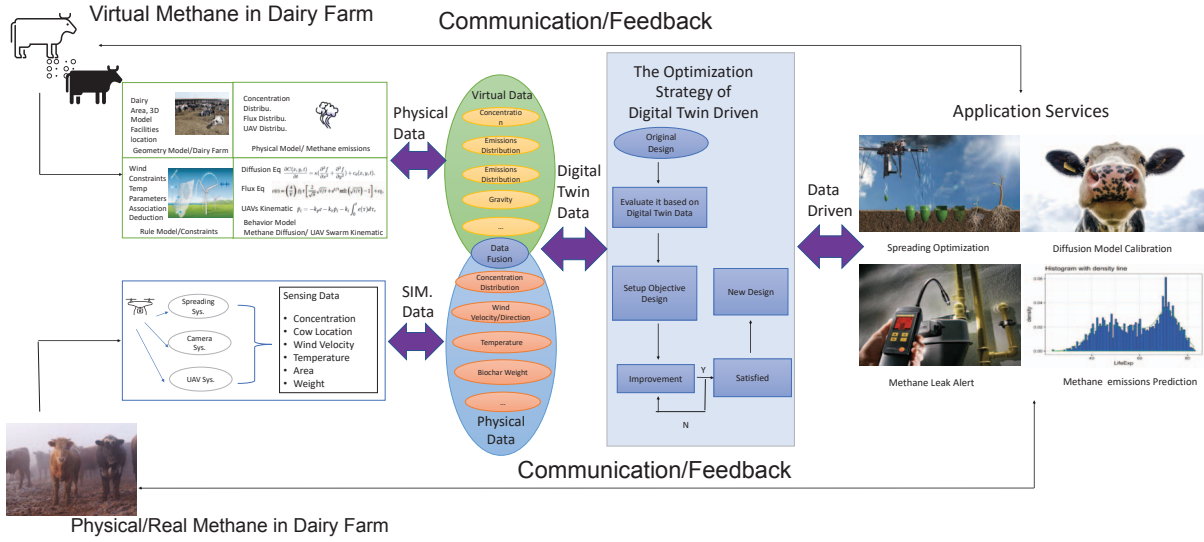 Virtual Methane in Dairy Farm
Communication/Feedback
Dairy
Area, 3D
Model
Facilities
location
Geometry Model/Dairy Farm
Concentration
Distribu.
Flux Distribu.
UAV Distribu.
Physical Model/ Methane emissions
Wind
Constraints
Temp
Parameters
Association
Deduction
Rule Model/Constraints
Diffusion Eq
Flux Eq
UAVs Kinematic
Behavior Model
Methane Diffusion/ UAV Swarm Kinematic
Physical
Data
Virtual Data
Concentratio
n
Emissions
Distribution
Emissions
Distribution
Gravity
...
Data
Fusion
Concentration
Distribution
Wind
Velocity/Direction
Temperature
Biochar Weight
...
Physical
Data
Spreading
Sys.
Camera
Sys.
UAV Sys.
Sensing Data
• Concentration
• Cow Location
• Wind Velocity
• Temperature
• Area
• Weight
SIM.
Data
Digital
Twin
Data
The Optimization
Strategy of
Digital Twin Driven
Original
Design
Evaluate it based on
Digital Twin Data
Setup Objective
Design
New Design
Improvement
Y
Satisfied
N
Data
Driven
Application Services
Spreading Optimization
Diffusion Model Calibration
Methane Leak Alert
Histogram with density line
density
LifeExp
Methane emissions Prediction
Communication/Feedback
Physical/Real Methane in Dairy Farm